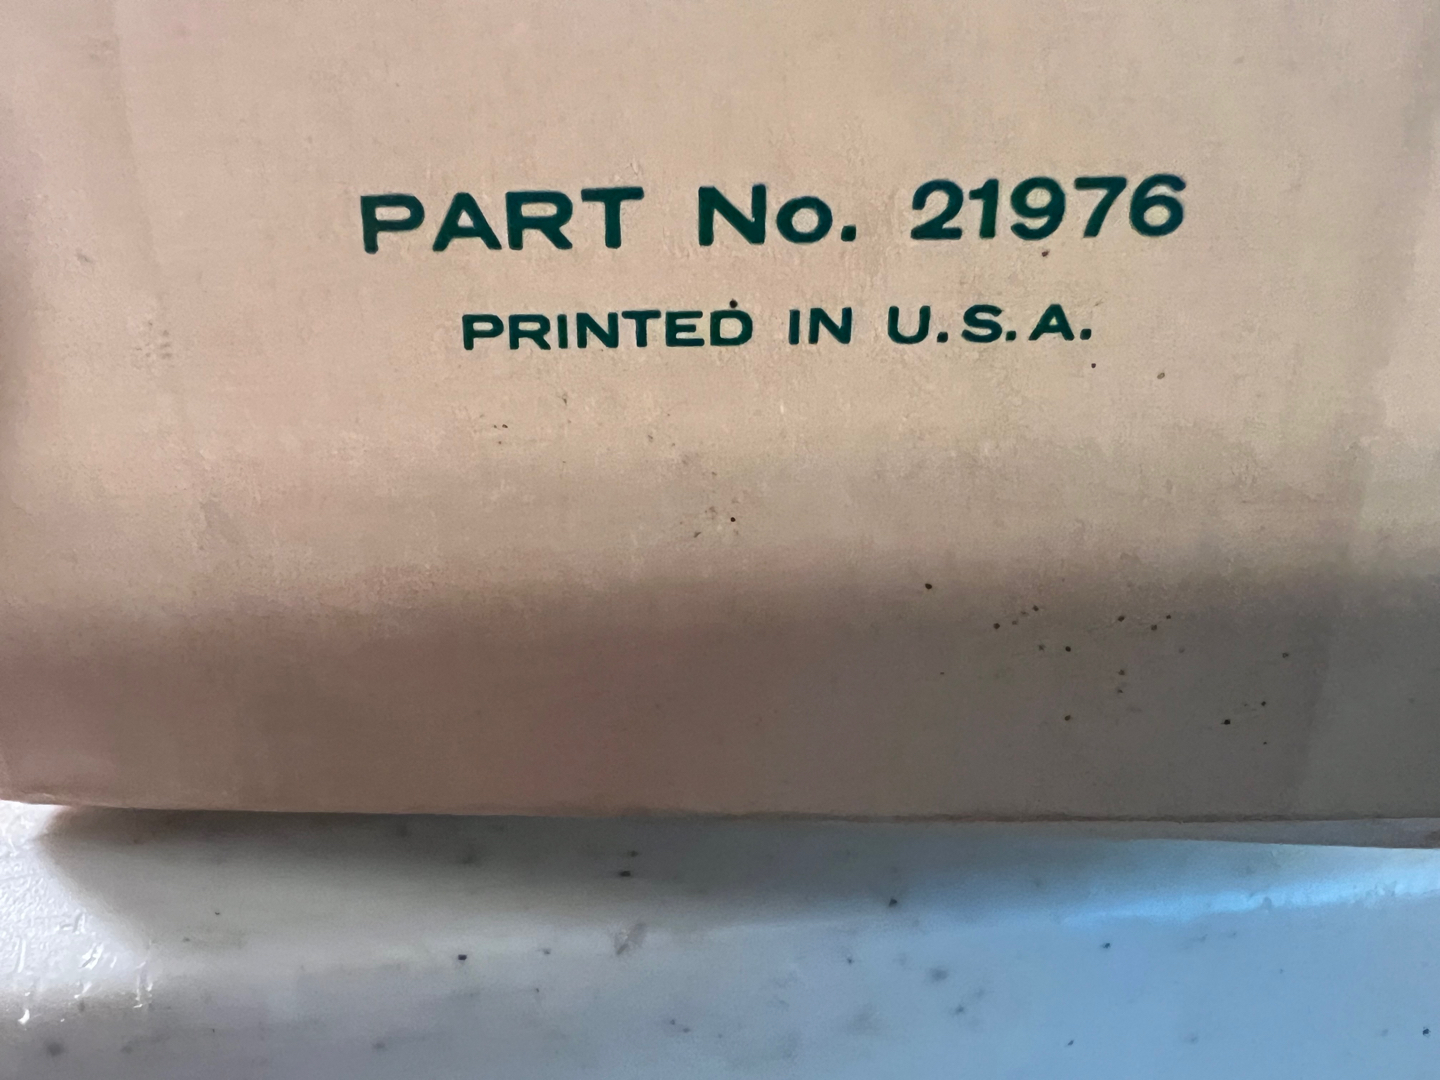 PART No. 21976
PRINTED IN U.S.A.